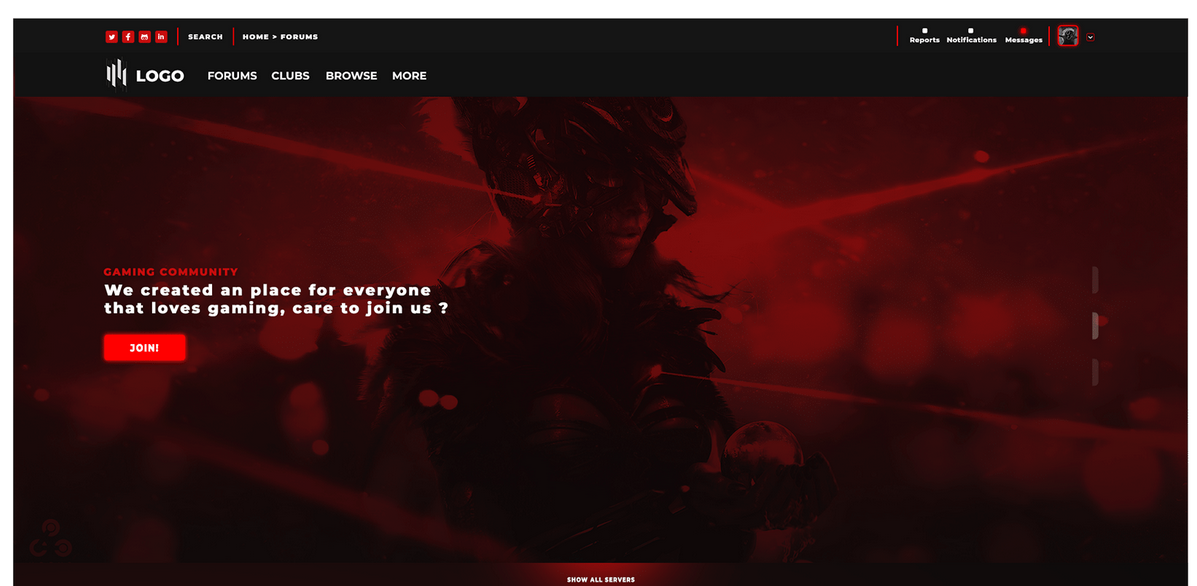 SEARCH
HOME > FORUMS
Reports
Notifications
Messages
LOGO
FORUMS
CLUBS
BROWSE
MORE
GAMING COMMUNITY
We created an place for everyone
that loves gaming, care to join us ?
JOIN!
SHOW ALL SERVERS